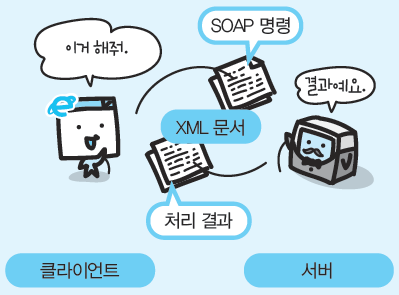 SOAP 명령
이거 해줘.
결과예요.
XML 문서
처리 결과
클라이언트
서버